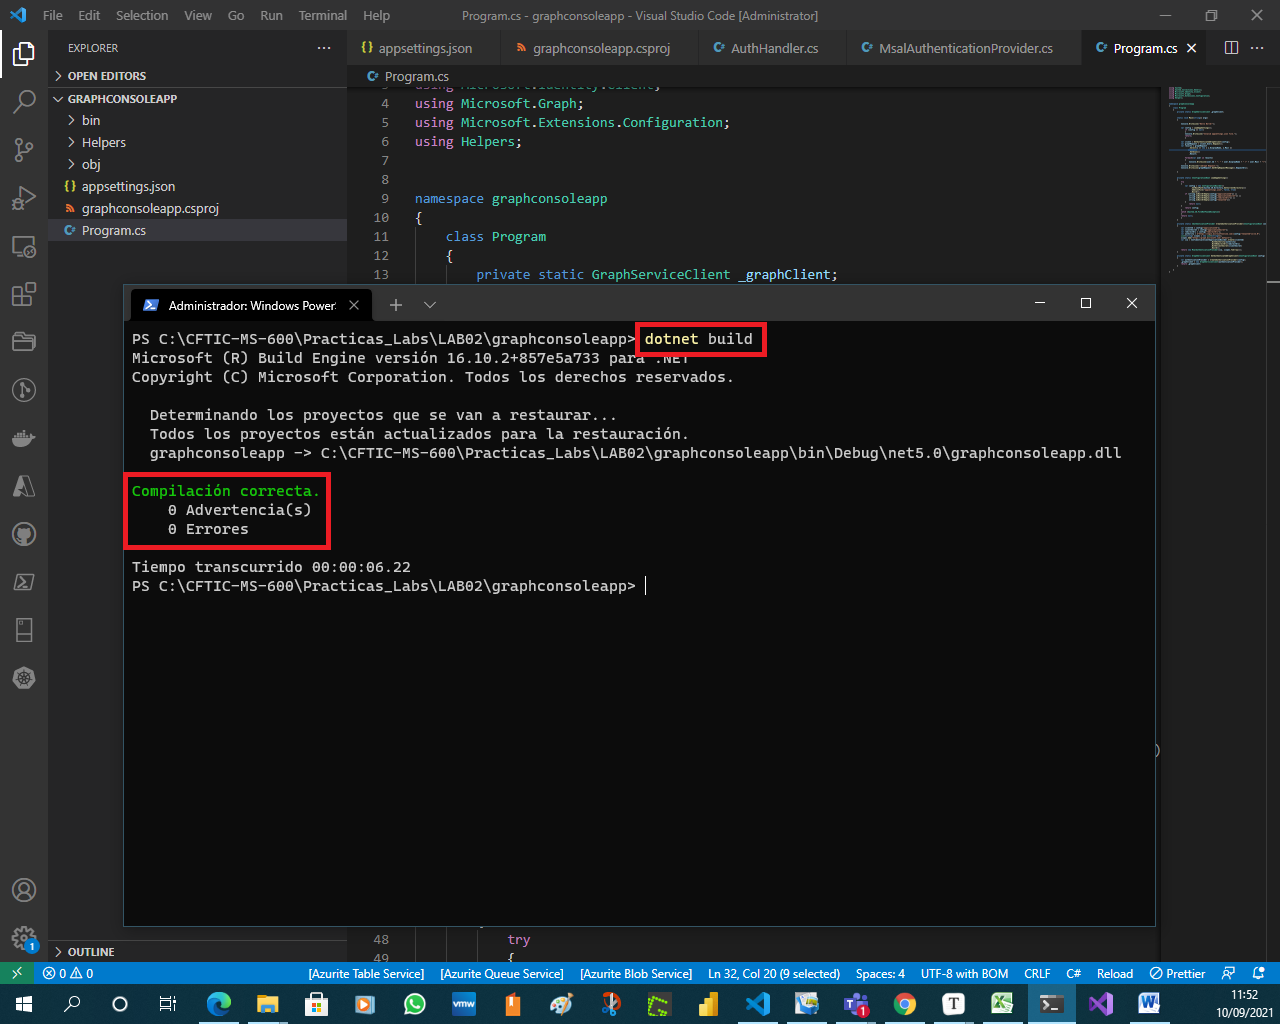 File Edit Selection View Go Run Terminal Help
Program.cs - graphconsoleapp - Visual Studio Code [Administrator]
EXPLORER
OPEN EDITORS
GRAPHCONSOLEAPP
bin
Helpers
obj
appsettings.json
graphconsoleapp.csproj
Program.cs
OUTLINE
appsettings.json graphconsoleapp.csproj AuthHandler.cs MsalAuthenticationProvider.cs Program.cs
Program.cs
3 using Microsoft.Identity.Client;
4 using Microsoft.Graph;
5 using Microsoft.Extensions.Configuration;
6 using Helpers;
7
8
9 namespace graphconsoleapp
10 {
11 class Program
12 {
13 private static GraphServiceClient _graphClient;
Administrador: Windows Power
PS C:\CFTIC-MS-600\Practicas_Labs\LAB02\graphconsoleapp> dotnet build
Microsoft (R) Build Engine versión 16.10.2+857e5a733 para .NET
Copyright (C) Microsoft Corporation. Todos los derechos reservados.
Determinando los proyectos que se van a restaurar...
Todos los proyectos están actualizados para la restauración.
graphconsoleapp -> C:\CFTIC-MS-600\Practicas_Labs\LAB02\graphconsoleapp\bin\Debug\net5.0\graphconsoleapp.dll
Compilación correcta.
0 Advertencia(s)
0 Errores
Tiempo transcurrido 00:00:06.22
PS C:\CFTIC-MS-600\Practicas_Labs\LAB02\graphconsoleapp>
48 try
49 {
1
0 0 [Azurite Table Service] [Azurite Queue Service] [Azurite Blob Service] Ln 32, Col 20 (9 selected) Spaces: 4 UTF-8 with BOM CRLF C# Reload Prettier
vmw T 1
11:52
10/09/2021